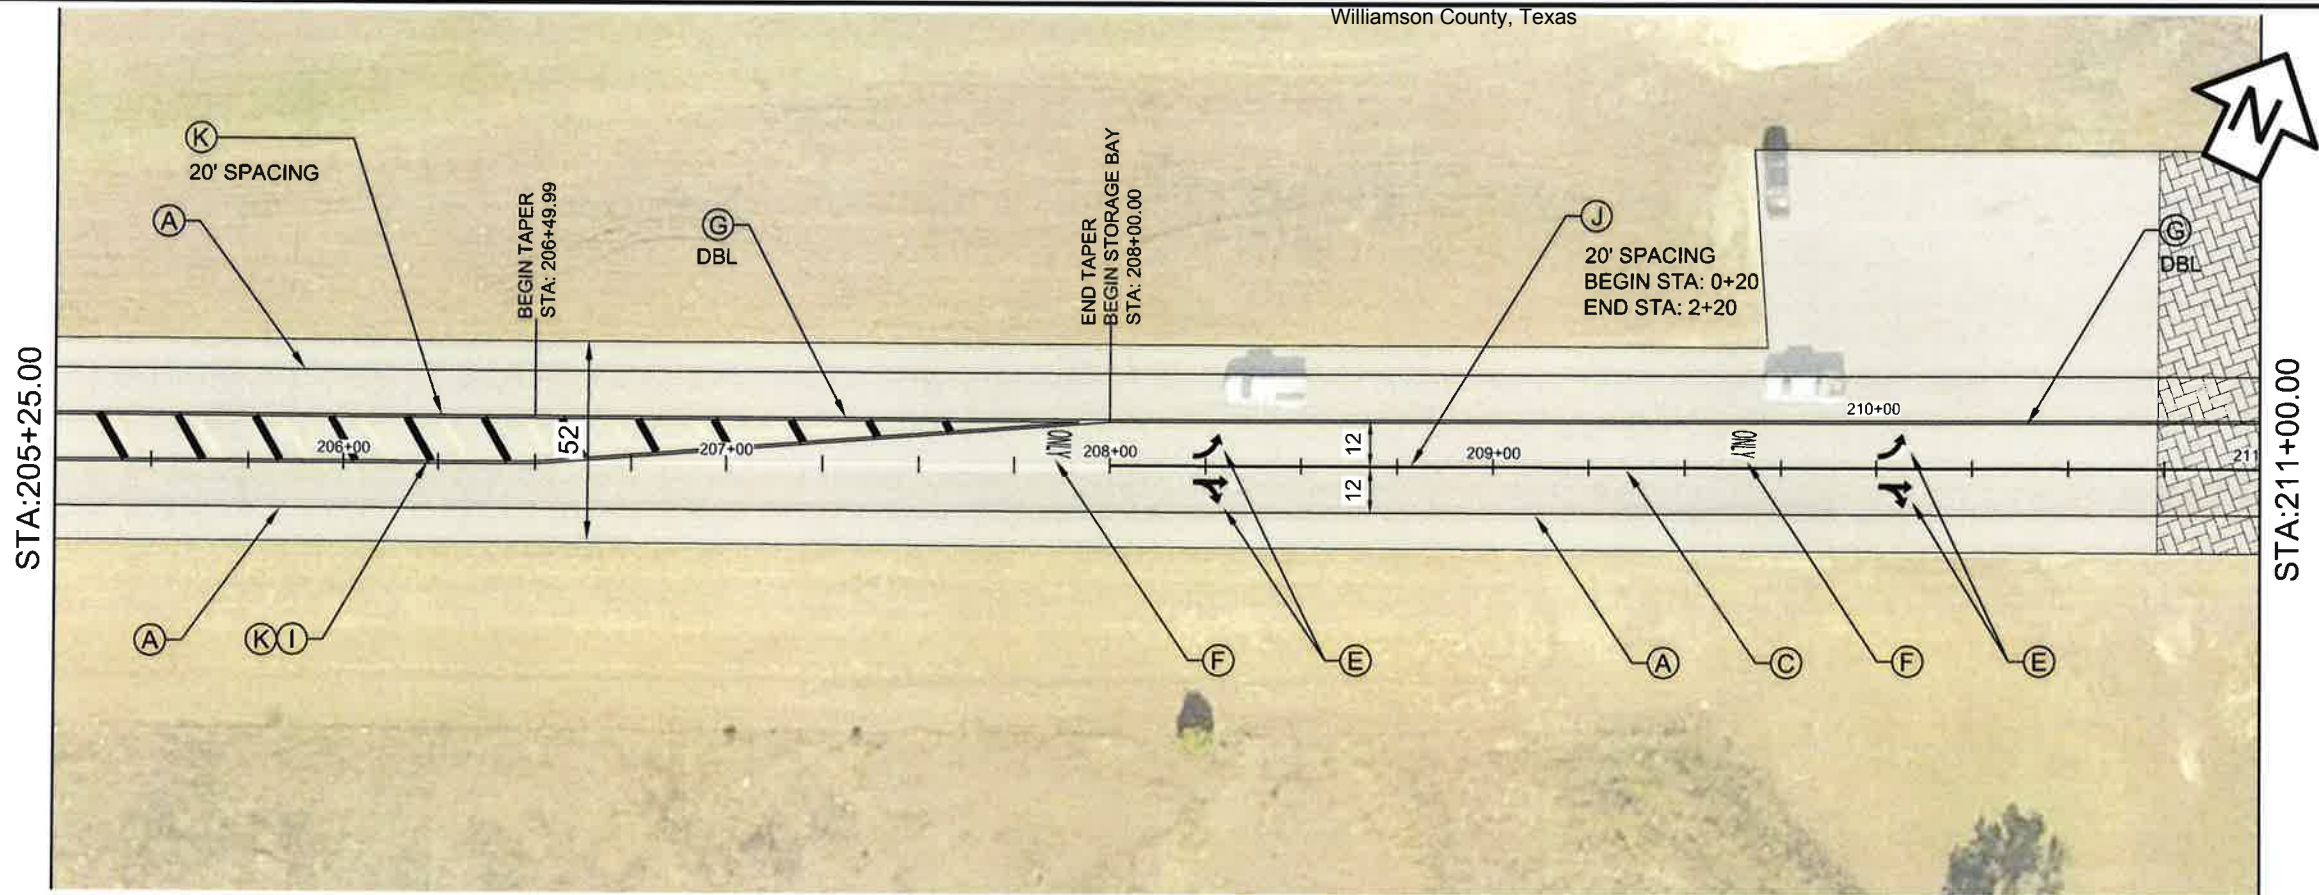 Williamson County, Texas
N
K
20' SPACING
A
BEGIN TAPER
STA: 206+49.99
G
DBL
END TAPER
BEGIN STORAGE BAY
STA: 208+00.00
J
20' SPACING
BEGIN STA: 0+20
END STA: 2+20
G
DBL
STA:205+25.00
STA:211+00.00
206+00
52'
207+00
ONLY
208+00
12
12
209+00
ONLY
210+00
211
A
K I
F
E
A
C
F
E